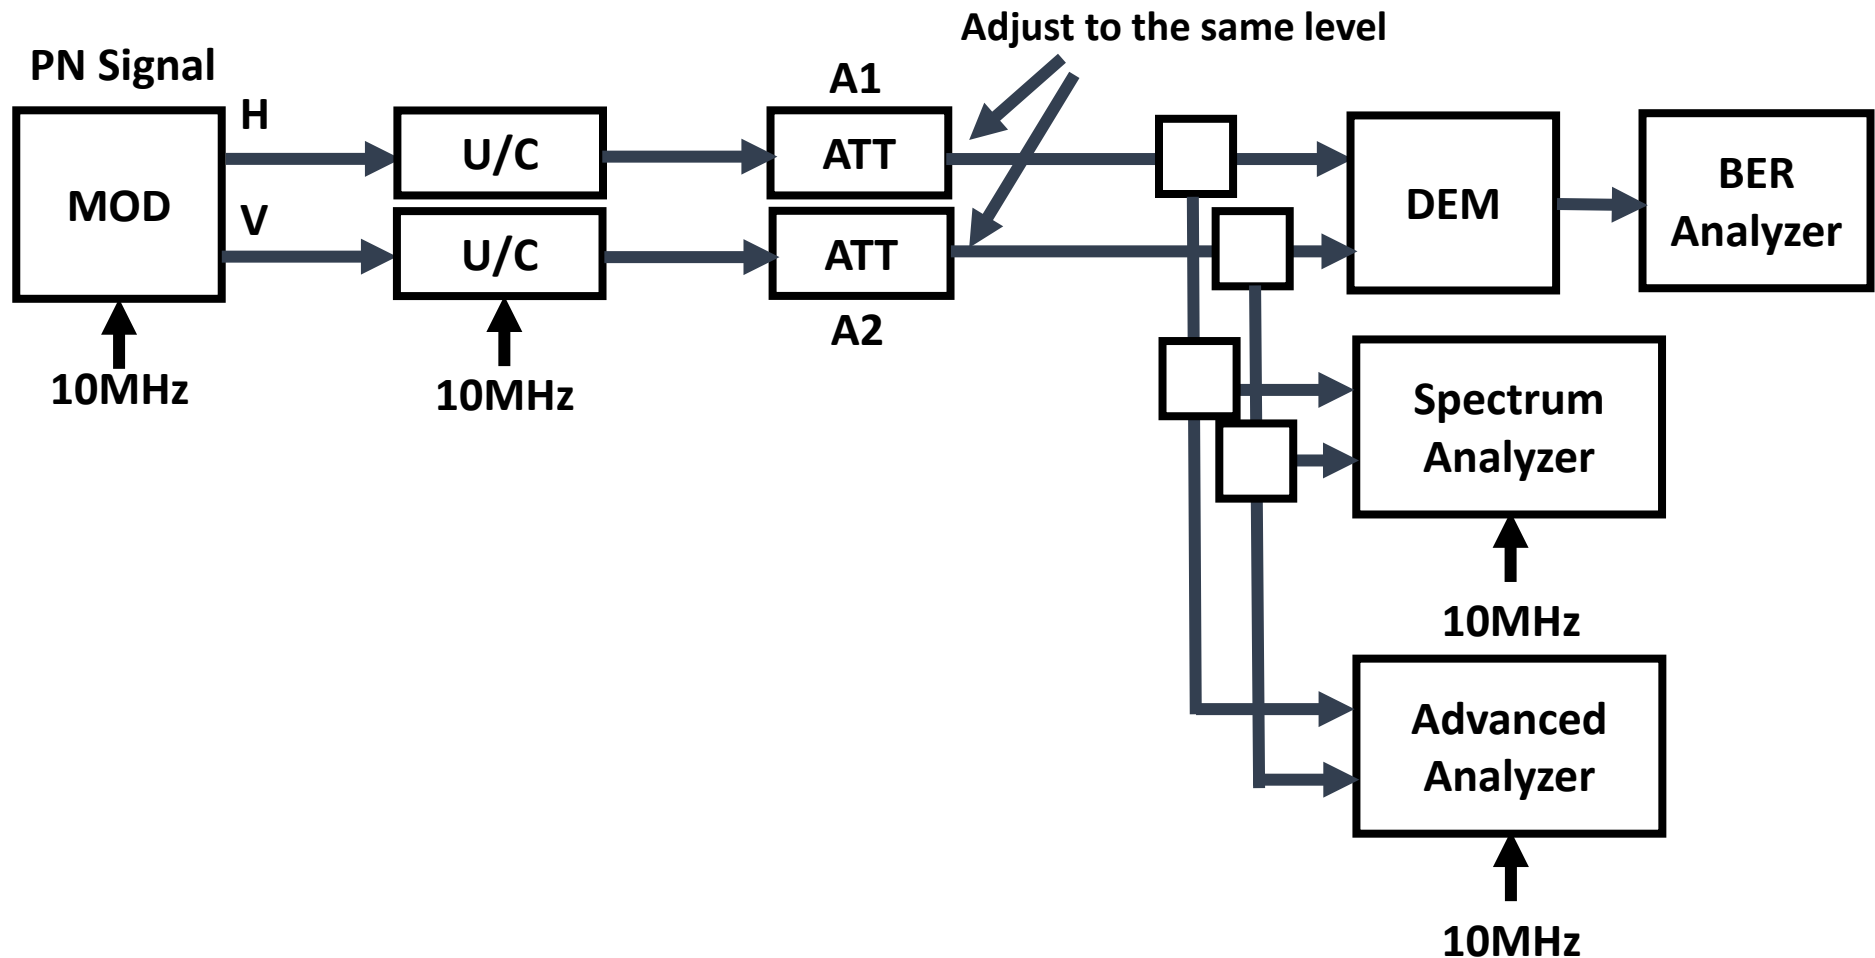 Adjust to the same level
PN Signal
A1
H
U/C
ATT
DEM
BER
Analyzer
MOD
V
U/C
ATT
A2
10MHz
10MHz
Spectrum
Analyzer
10MHz
Advanced
Analyzer
10MHz